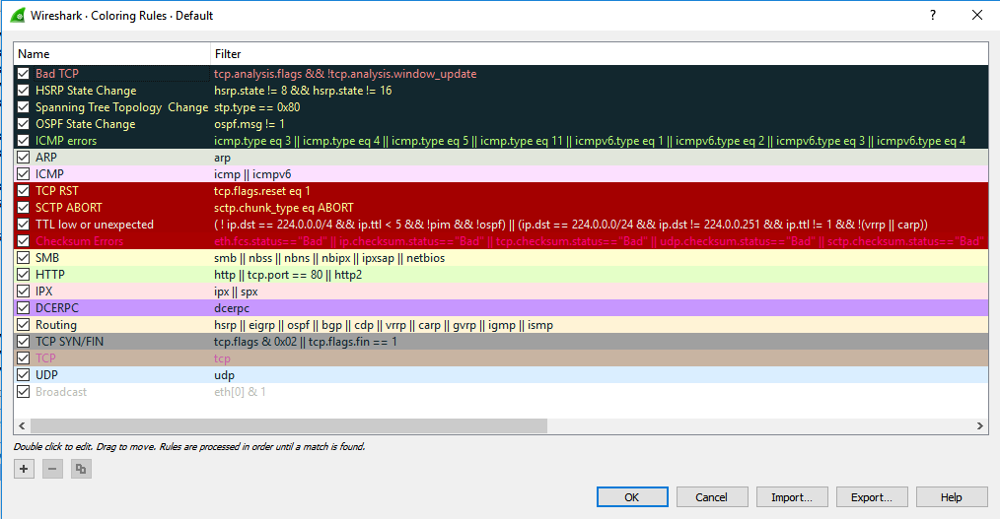 Wireshark · Coloring Rules · Default
Name Filter
Bad TCP tcp.analysis.flags && !tcp.analysis.window_update
HSRP State Change hsrp.state != 8 && hsrp.state != 16
Spanning Tree Topology  Change stp.type == 0x80
OSPF State Change ospf.msg != 1
ICMP errors icmp.type eq 3 || icmp.type eq 4 || icmp.type eq 5 || icmp.type eq 11 || icmpv6.type eq 1 || icmpv6.type eq 2 || icmpv6.type eq 3 || icmpv6.type eq 4
ARP arp
ICMP icmp || icmpv6
TCP RST tcp.flags.reset eq 1
SCTP ABORT sctp.chunk_type eq ABORT
TTL low or unexpected ( ! ip.dst == 224.0.0.0/4 && ip.ttl < 5 && !pim && !ospf) || (ip.dst == 224.0.0.0/24 && ip.dst != 224.0.0.251 && ip.ttl != 1 && !(vrrp || carp))
Checksum Errors eth.fcs.status=="Bad" || ip.checksum.status=="Bad" || tcp.checksum.status=="Bad" || udp.checksum.status=="Bad" || sctp.checksum.status=="Bad"
SMB smb || nbss || nbns || nbipx || ipxsap || netbios
HTTP http || tcp.port == 80 || http2
IPX ipx || spx
DCERPC dcerpc
Routing hsrp || eigrp || ospf || bgp || cdp || vrrp || carp || gvrp || igmp || ismp
TCP SYN/FIN tcp.flags & 0x02 || tcp.flags.fin == 1
TCP tcp
UDP udp
Broadcast eth[0] & 1
Double click to edit. Drag to move. Rules are processed in order until a match is found.
OK Cancel Import... Export... Help